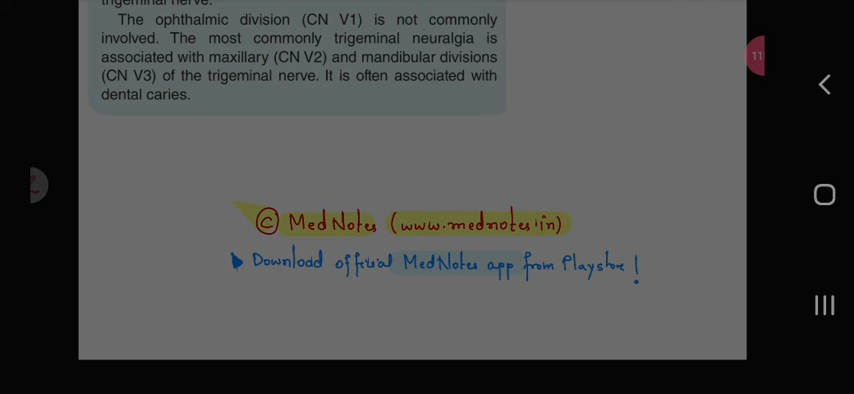 trigeminal nerve.
The ophthalmic division (CN V1) is not commonly
involved. The most commonly trigeminal neuralgia is
associated with maxillary (CN V2) and mandibular divisions
(CN V3) of the trigeminal nerve. It is often associated with
dental caries.
11
© MedNotes (www.mednotes.in)
Download official MedNotes app from Playstore!